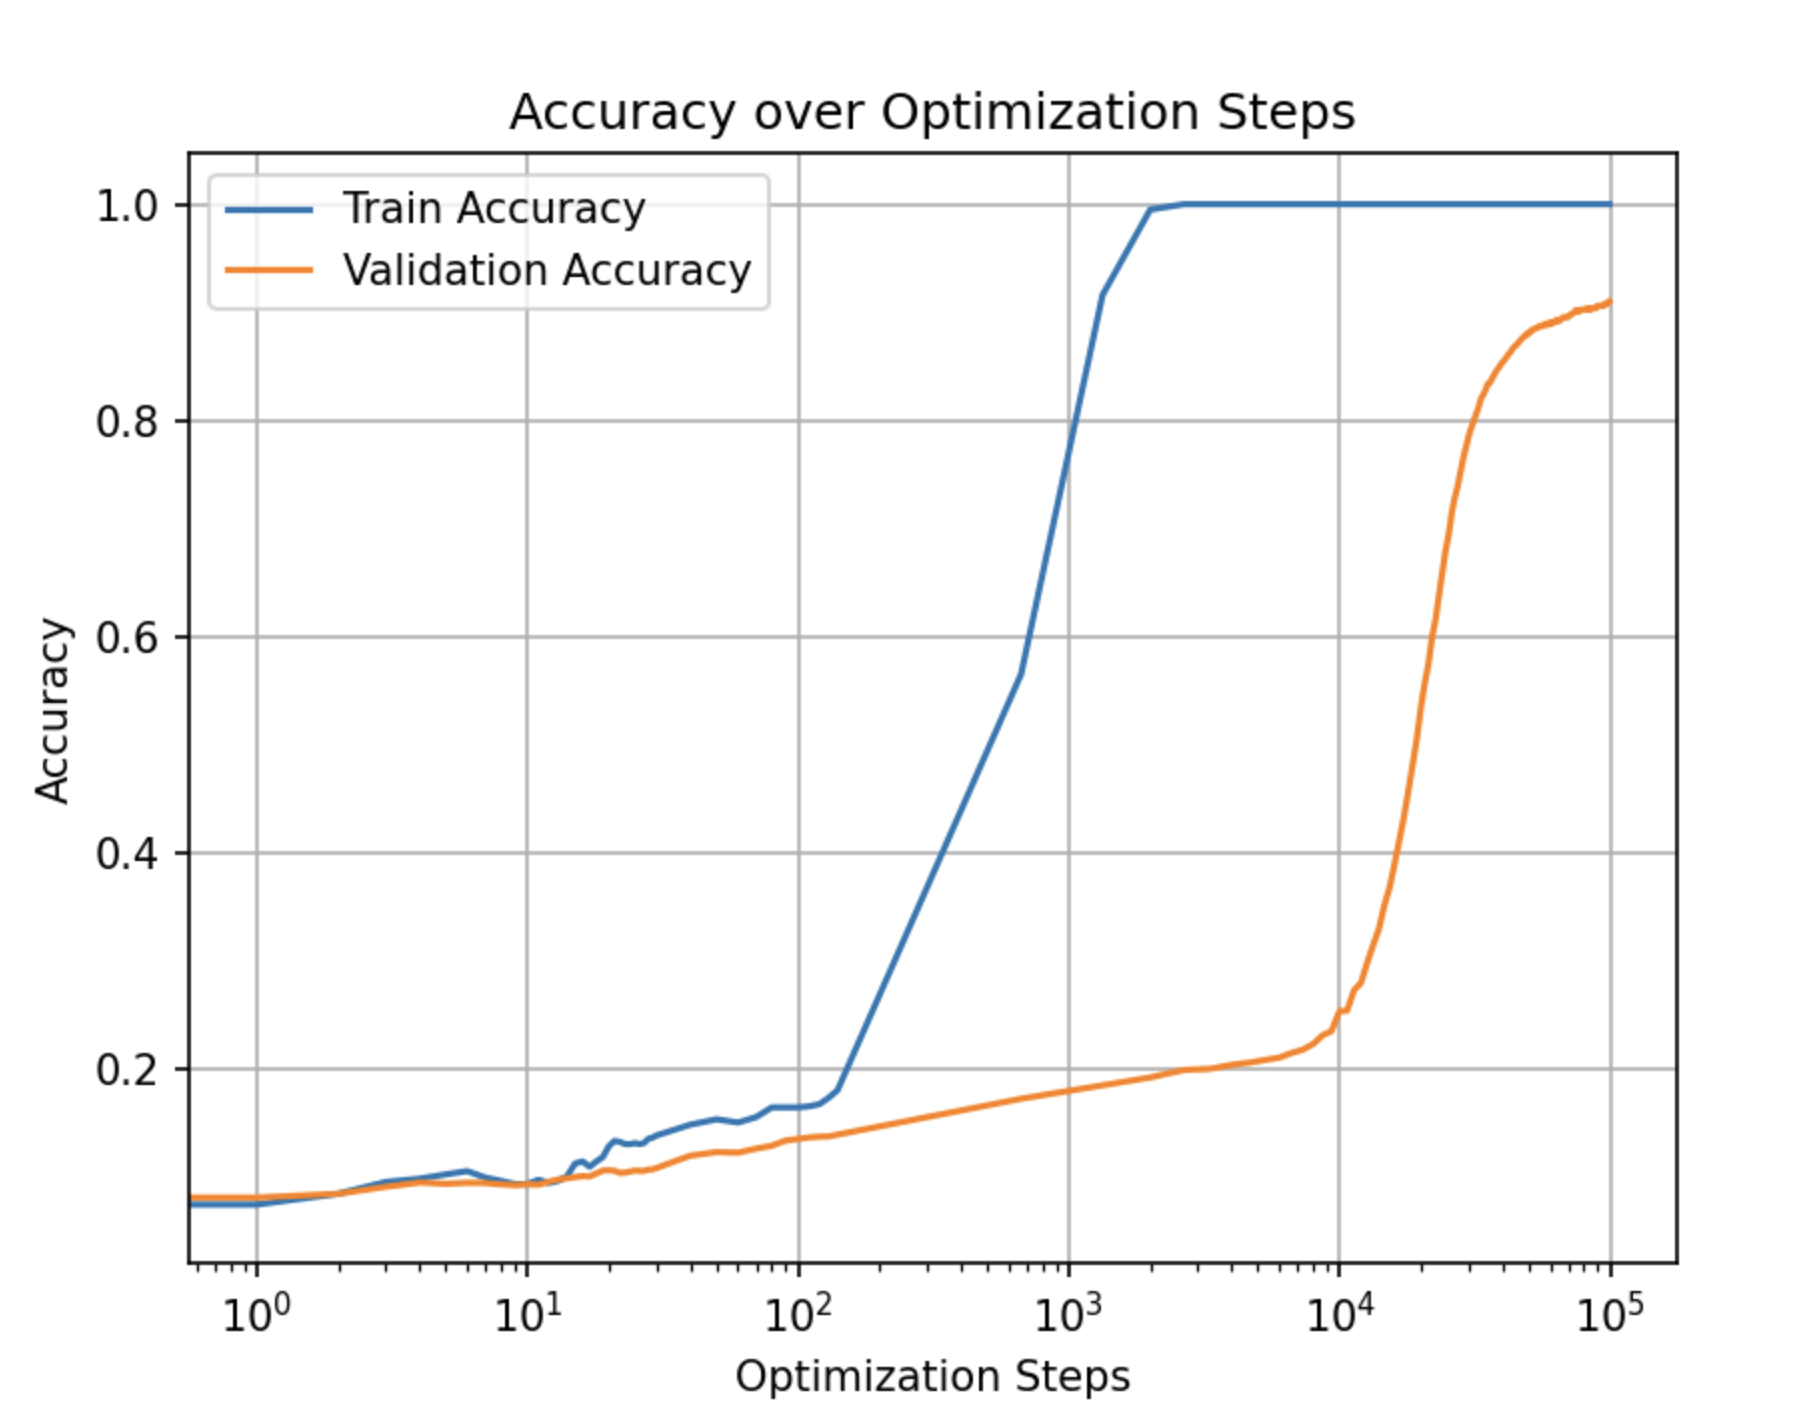 Accuracy over Optimization Steps
Train Accuracy
Validation Accuracy
1.0
0.8
0.6
0.4
0.2
Accuracy
10⁰ 10¹ 10² 10³ 10⁴ 10⁵
Optimization Steps